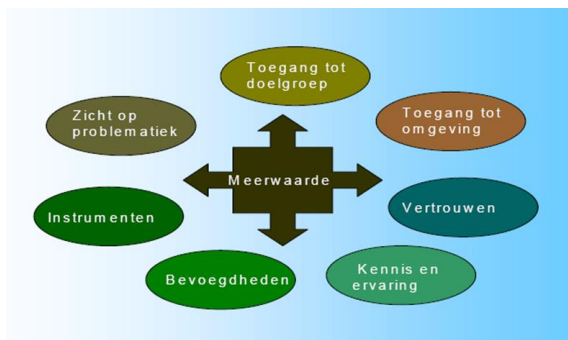 Toegang tot
doelgroep
Zicht op
problematiek
Toegang tot
omgeving
Meerwaarde
Instrumenten
Vertrouwen
Bevoegdheden
Kennis en
ervaring